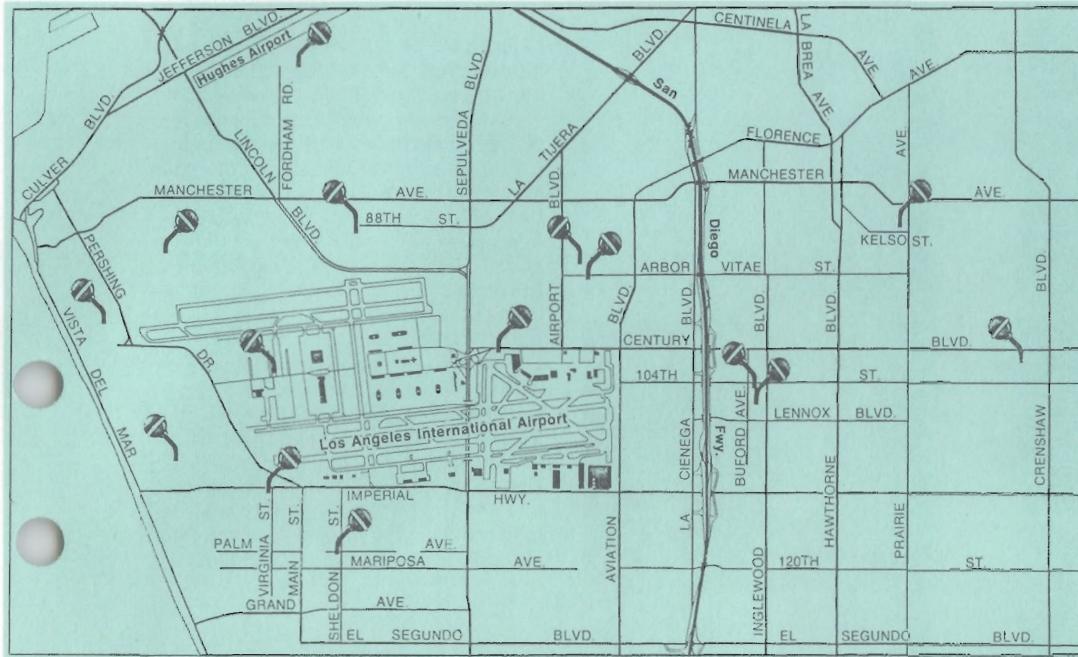 CENTINELA
AVE.
LA BREA AVE.
AVE.
JEFFERSON BLVD.
Hughes Airport
BLVD.
BLVD.
San
CULVER BLVD.
LINCOLN BLVD
FORDHAM RD.
SEPULVEDA
LA TIJERA
BLVD.
FLORENCE
AVE
MANCHESTER AVE.
MANCHESTER AVE.
88TH ST.
Diego
KELSO ST.
PERSHING
ARBOR VITAE ST.
BLVD.
VISTA DEL MAR
DR.
AIRPORT
BLVD.
BLVD.
BLVD.
BLVD.
CENTURY BLVD.
104TH ST.
LENNOX BLVD.
Los Angeles International Airport
Fwy.
BUFORD AVE.
LA CIENEGA
HAWTHORNE
CRENSHAW
IMPERIAL HWY.
VIRGINIA ST.
MAIN ST.
SHELDON ST.
PALM AVE.
MARIPOSA AVE.
AVIATION
INGLEWOOD
PRAIRIE
120TH ST.
GRAND AVE.
EL SEGUNDO BLVD.
EL SEGUNDO BLVD.